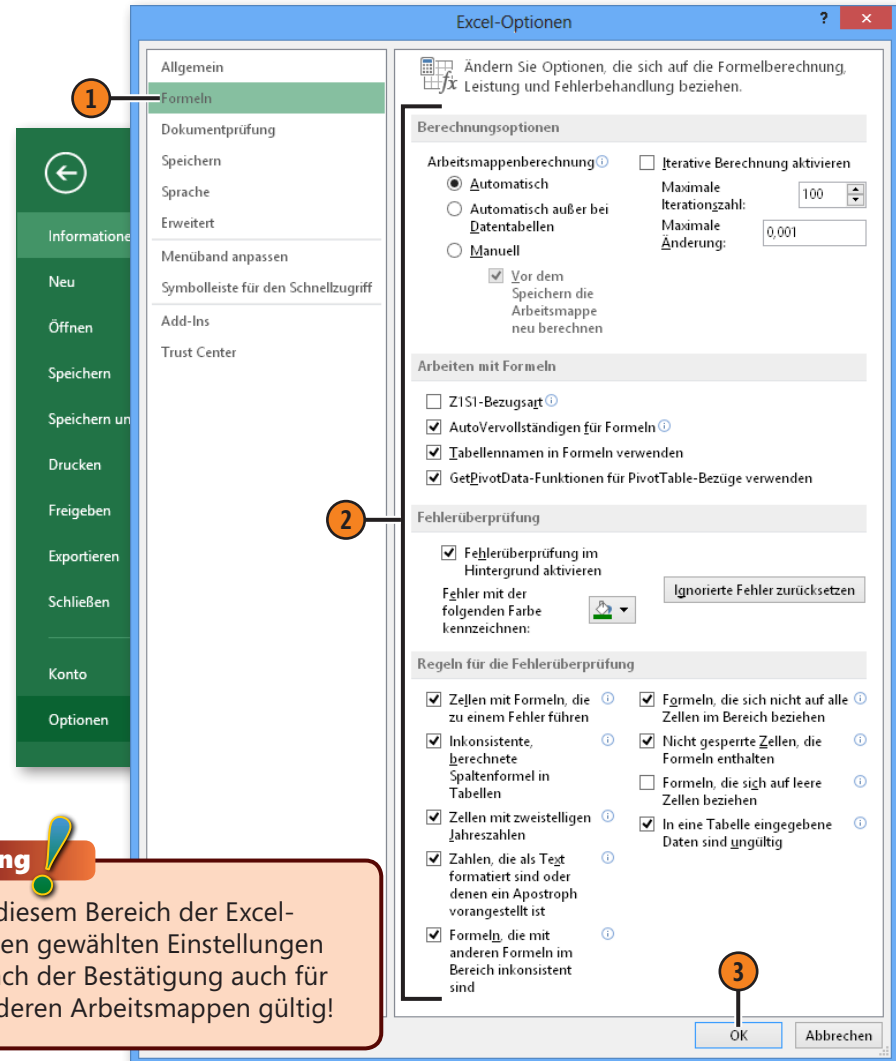 Excel-Optionen
?
×
Allgemein
1
Formeln
Dokumentprüfung
Speichern
Sprache
Erweitert
Menüband anpassen
Symbolleiste für den Schnellzugriff
Add-Ins
Trust Center
Informatione
Neu
Öffnen
Speichern
Speichern un
Drucken
Freigeben
Exportieren
Schließen
Konto
Optionen
fx
Ändern Sie Optionen, die sich auf die Formelberechnung,
Leistung und Fehlerbehandlung beziehen.
2
Berechnungsoptionen
Arbeitsmappenberechnung
Automatisch
Automatisch außer bei
Datentabellen
Manuell
Vor dem
Speichern die
Arbeitsmappe
neu berechnen
Iterative Berechnung aktivieren
Maximale
Iterationszahl:
100
Maximale
Änderung:
0,001
Arbeiten mit Formeln
Z1S1-Bezugsart
AutoVervollständigen für Formeln
Tabellennamen in Formeln verwenden
GetPivotData-Funktionen für PivotTable-Bezüge verwenden
Fehlerüberprüfung
Fehlerüberprüfung im
Hintergrund aktivieren
Fehler mit der
folgenden Farbe
kennzeichnen:
Ignorierte Fehler zurücksetzen
Regeln für die Fehlerüberprüfung
Zellen mit Formeln, die
zu einem Fehler führen
Inkonsistente,
berechnete
Spaltenformel in
Tabellen
Zellen mit zweistelligen
Jahreszahlen
Zahlen, die als Text
formatiert sind oder
denen ein Apostroph
vorangestellt ist
Formeln, die mit
anderen Formeln im
Bereich inkonsistent
sind
Formeln, die sich nicht auf alle
Zellen im Bereich beziehen
Nicht gesperrte Zellen, die
Formeln enthalten
Formeln, die sich auf leere
Zellen beziehen
In eine Tabelle eingegebene
Daten sind ungültig
3
OK
Abbrechen
ng
diesem Bereich der Excel-
en gewählten Einstellungen
ach der Bestätigung auch für
deren Arbeitsmappen gültig!